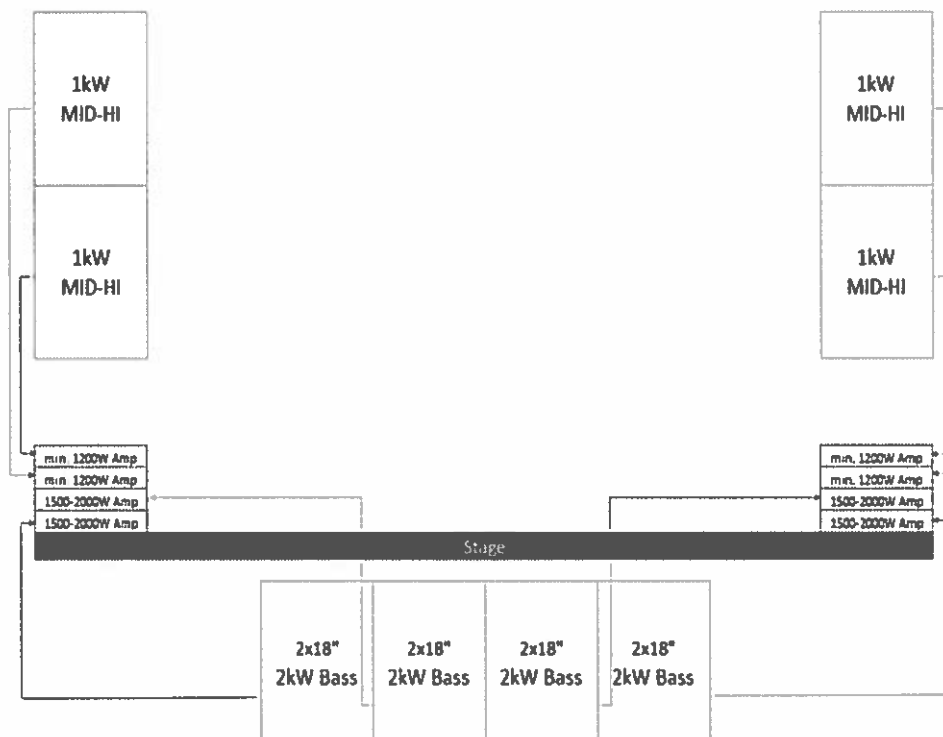 1kW
MID-HI
1kW
MID-HI
1kW
MID-HI
1kW
MID-HI
min. 1200W Amp
min. 1200W Amp
1500-2000W Amp
1500-2000W Amp
min. 1200W Amp
min. 1200W Amp
1500-2000W Amp
1500-2000W Amp
Stage
2x18"
2kW Bass
2x18"
2kW Bass
2x18"
2kW Bass
2x18"
2kW Bass